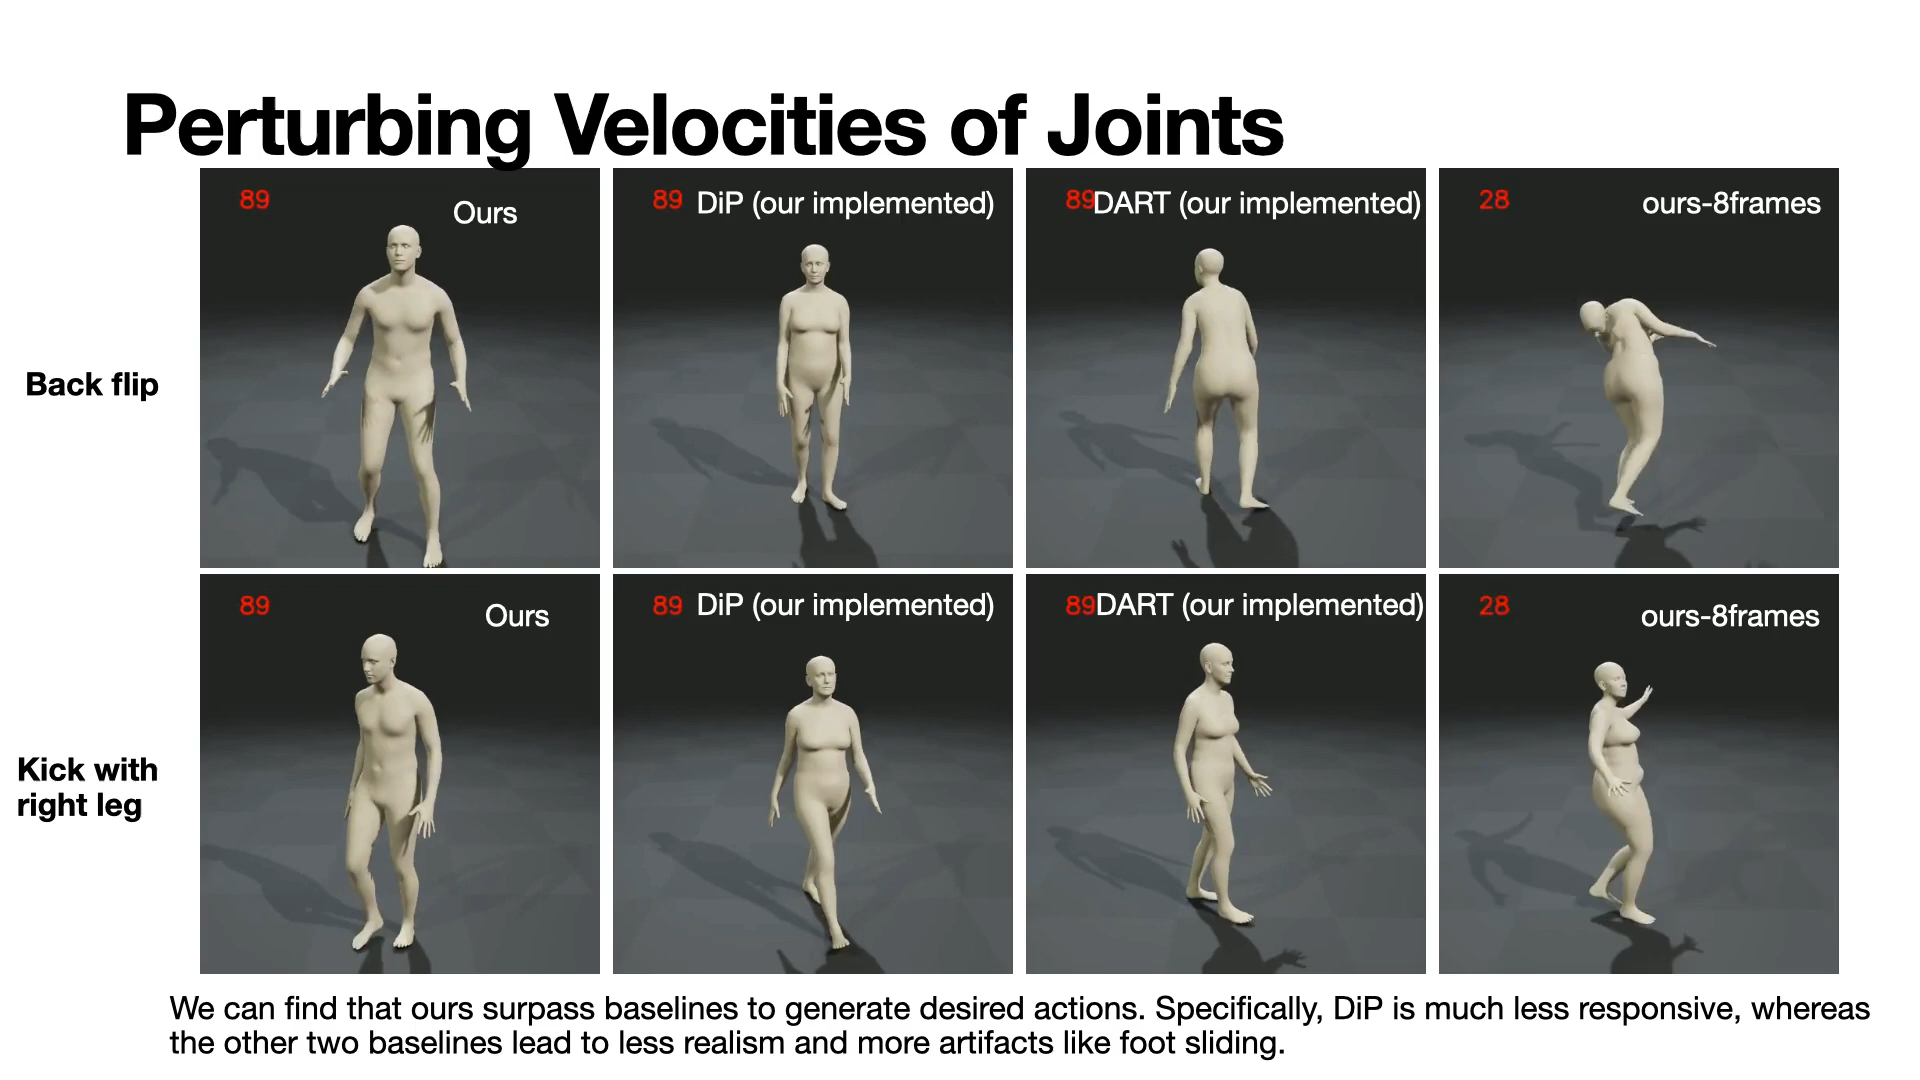 Perturbing Velocities of Joints
89 Ours
89 DiP (our implemented)
89 DART (our implemented)
28 ours-8frames
Back flip
89 Ours
89 DiP (our implemented)
89 DART (our implemented)
28 ours-8frames
Kick with
right leg
We can find that ours surpass baselines to generate desired actions. Specifically, DiP is much less responsive, whereas
the other two baselines lead to less realism and more artifacts like foot sliding.